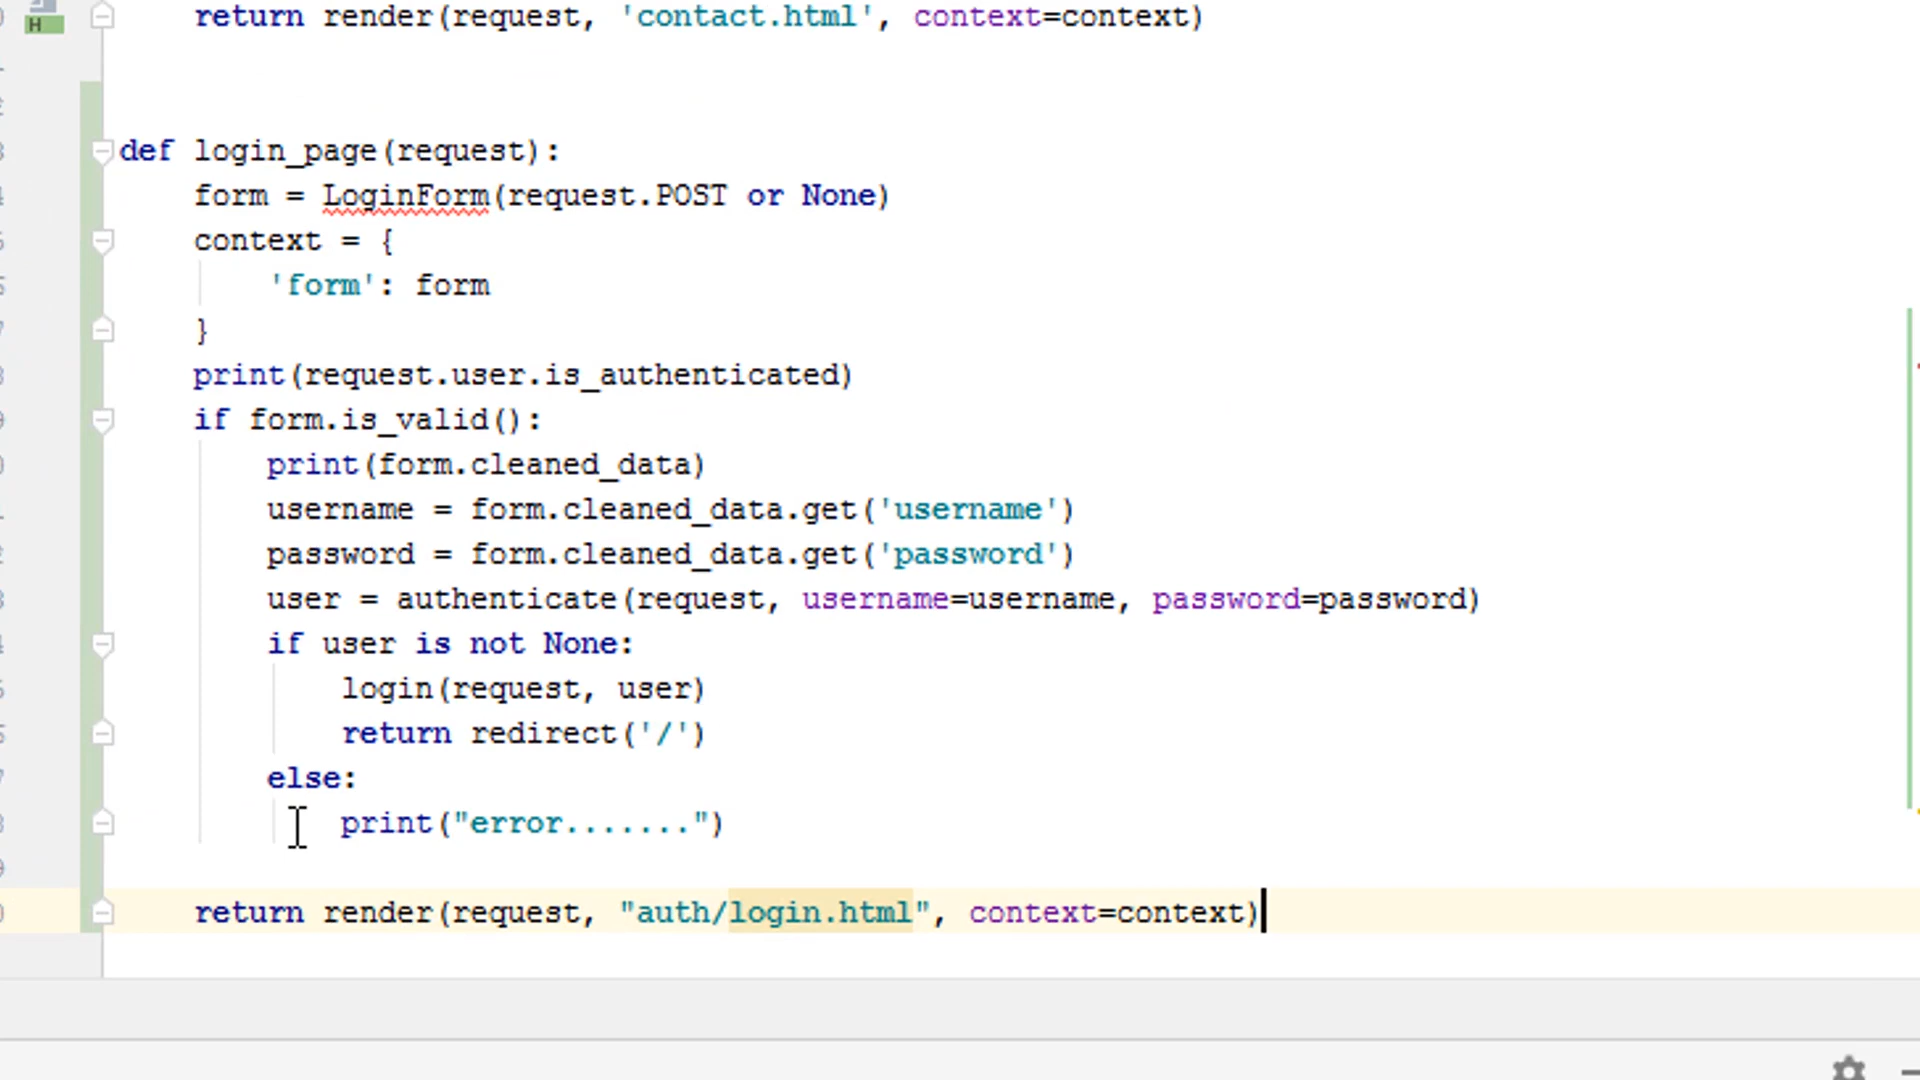 return render(request, 'contact.html', context=context)
def login_page(request):
form = LoginForm(request.POST or None)
context = {
'form': form
}
print(request.user.is_authenticated)
if form.is_valid():
print(form.cleaned_data)
username = form.cleaned_data.get('username')
password = form.cleaned_data.get('password')
user = authenticate(request, username=username, password=password)
if user is not None:
login(request, user)
return redirect('/')
else:
print("error.......")
return render(request, "auth/login.html", context=context)